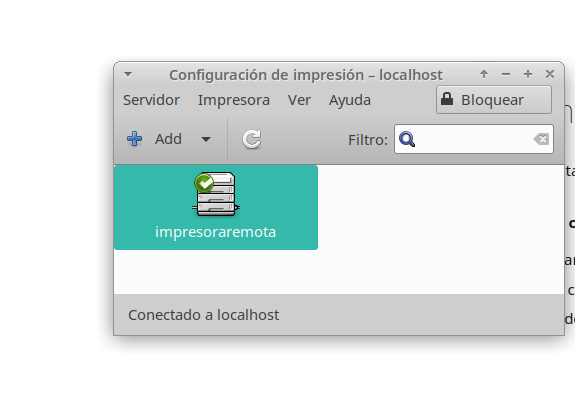 Configuración de impresión – localhost
Servidor Impresora Ver Ayuda Bloquear
Add Filtro:
impresoraremota
Conectado a localhost